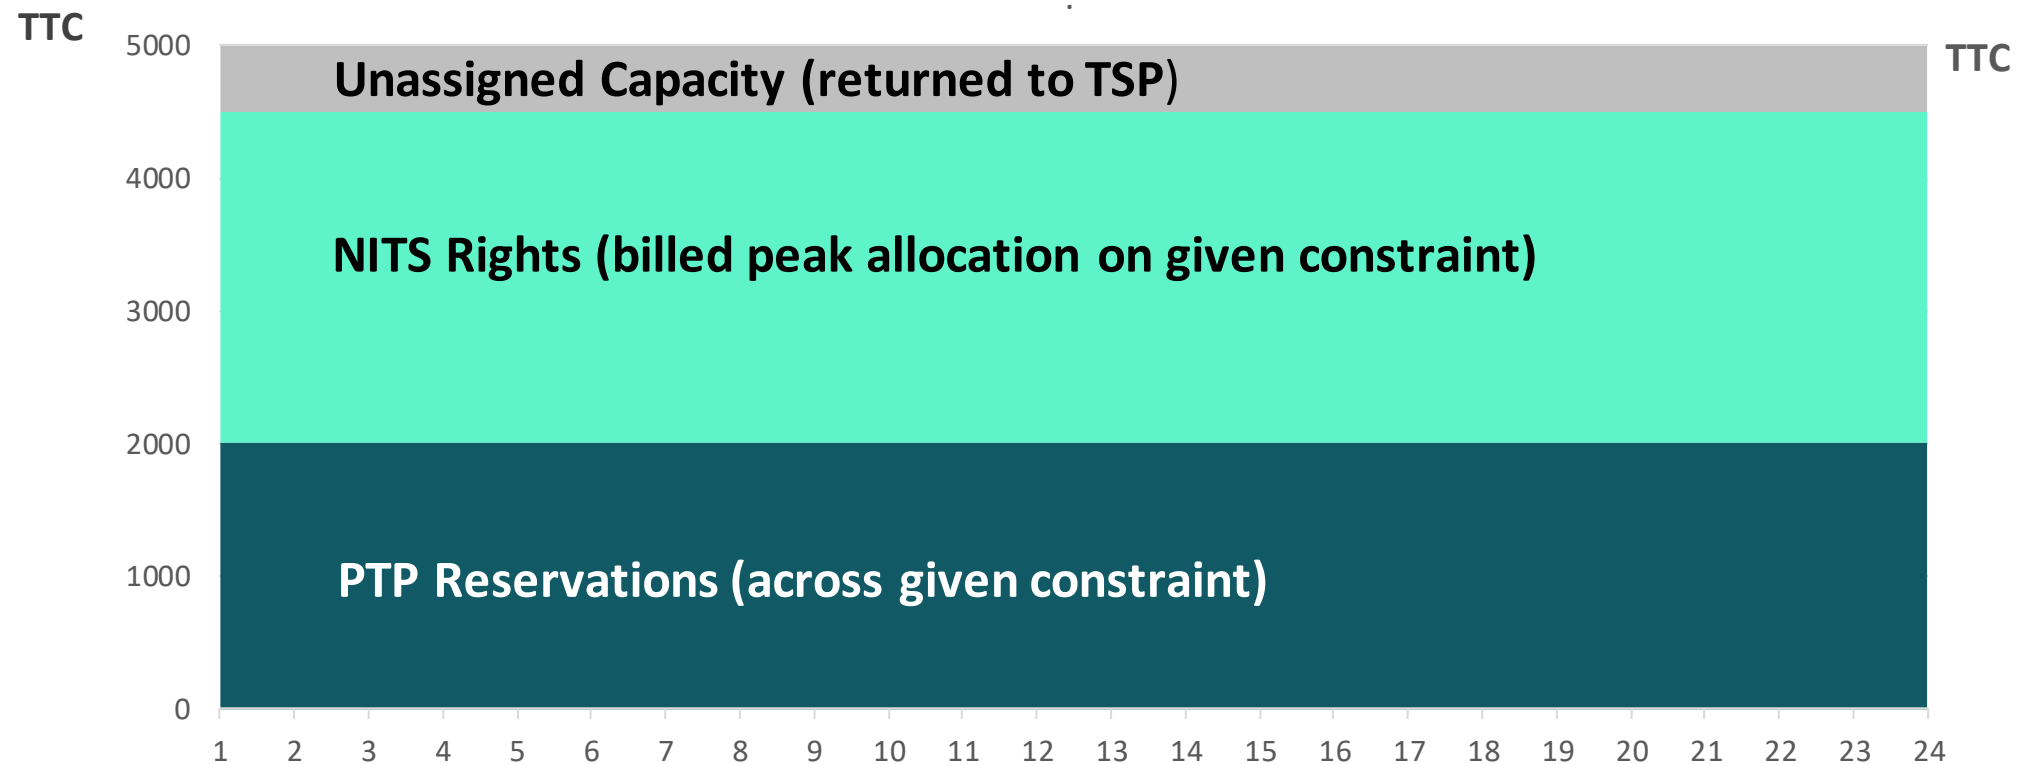 .
TTC
5000
TTC
Unassigned Capacity (returned to TSP)
4000
NITS Rights (billed peak allocation on given constraint)
3000
2000
1000
PTP Reservations (across given constraint)
0
1 2 3 4 5 6 7 8 9 10 11 12 13 14 15 16 17 18 19 20 21 22 23 24